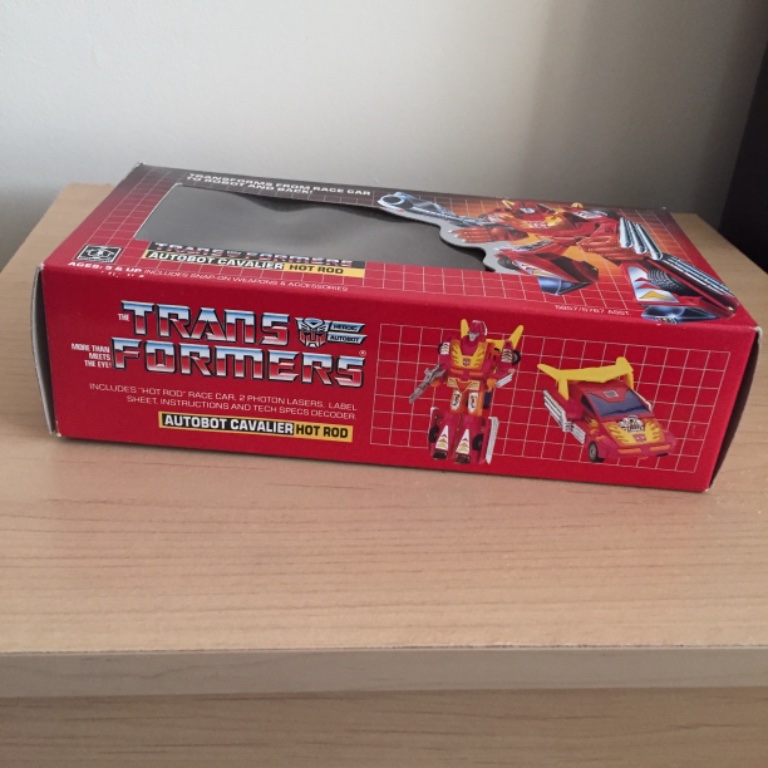 TRANSFORMS FROM RACE CAR
TO ROBOT AND BACK!
TRANSFORMERS
AUTOBOT CAVALIER HOT ROD
AGES: 5 & UP INCLUDES SNAP-ON WEAPONS & ACCESSORIES
THE
TRANS
FORMERS®
HEROIC
AUTOBOT
MORE THAN
MEETS
THE EYE!
INCLUDES "HOT ROD" RACE CAR, 2 PHOTON LASERS, LABEL
SHEET, INSTRUCTIONS AND TECH SPECS DECODER.
AUTOBOT CAVALIER HOT ROD